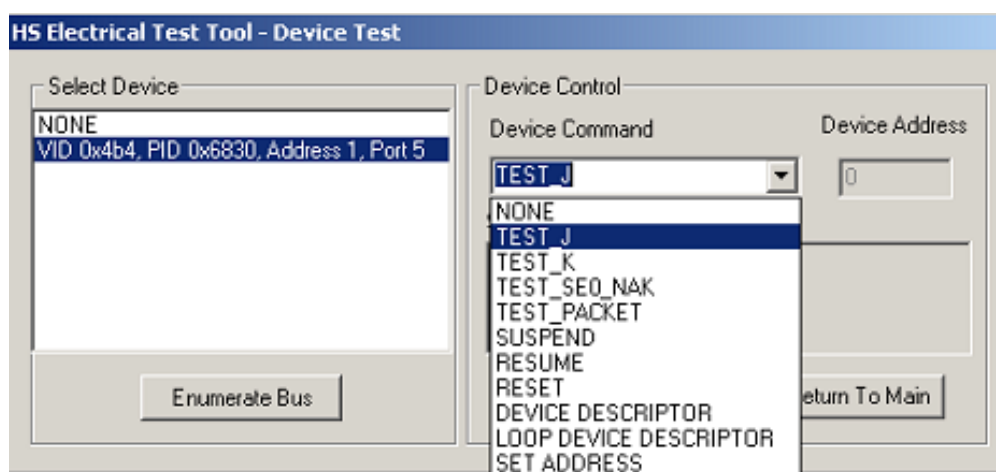 HS Electrical Test Tool - Device Test
Select Device
NONE
VID 0x4b4, PID 0x6830, Address 1, Port 5
Enumerate Bus
Device Control
Device Command
Device Address
TEST_J
0
NONE
TEST_J
TEST_K
TEST_SE0_NAK
TEST_PACKET
SUSPEND
RESUME
RESET
DEVICE DESCRIPTOR
LOOP DEVICE DESCRIPTOR
SET ADDRESS
eturn To Main